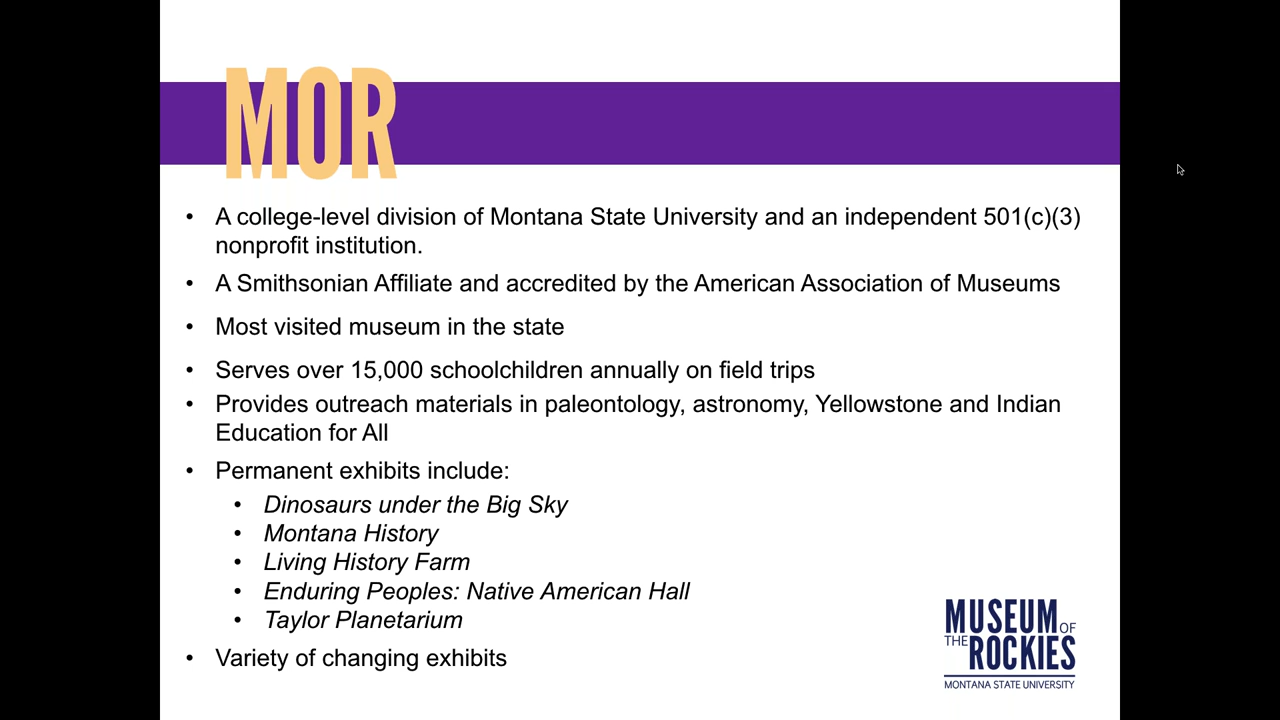 MOR
• A college-level division of Montana State University and an independent 501(c)(3)
nonprofit institution.
• A Smithsonian Affiliate and accredited by the American Association of Museums
• Most visited museum in the state
• Serves over 15,000 schoolchildren annually on field trips
• Provides outreach materials in paleontology, astronomy, Yellowstone and Indian
Education for All
• Permanent exhibits include:
• Dinosaurs under the Big Sky
• Montana History
• Living History Farm
• Enduring Peoples: Native American Hall
• Taylor Planetarium
• Variety of changing exhibits
MUSEUM OF
THE ROCKIES
MONTANA STATE UNIVERSITY